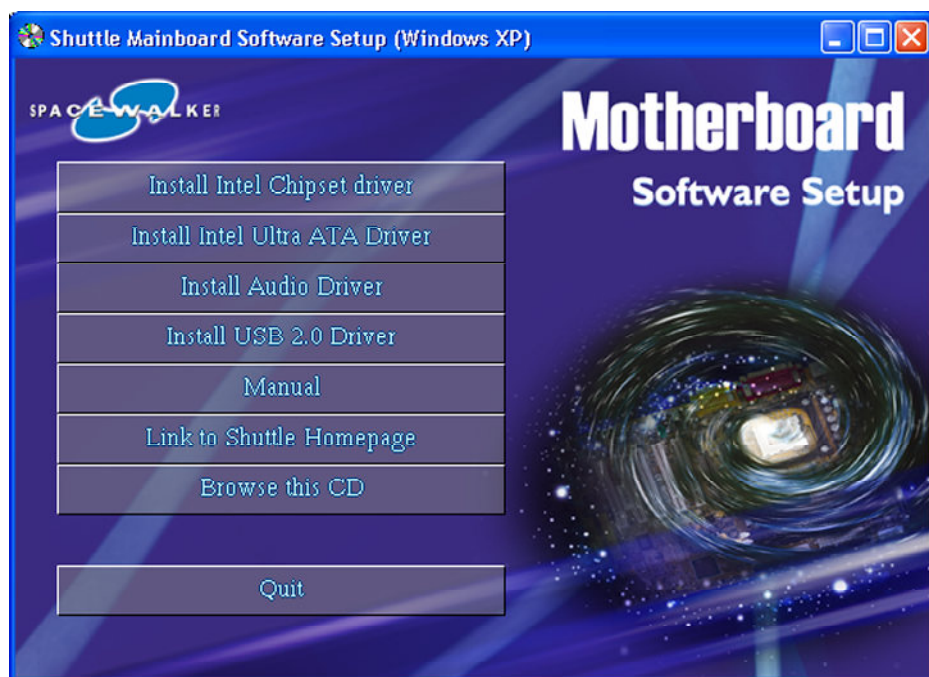 Shuttle Mainboard Software Setup (Windows XP)
SPACEWALKER
Motherboard
Software Setup
Install Intel Chipset driver
Install Intel Ultra ATA Driver
Install Audio Driver
Install USB 2.0 Driver
Manual
Link to Shuttle Homepage
Browse this CD
Quit